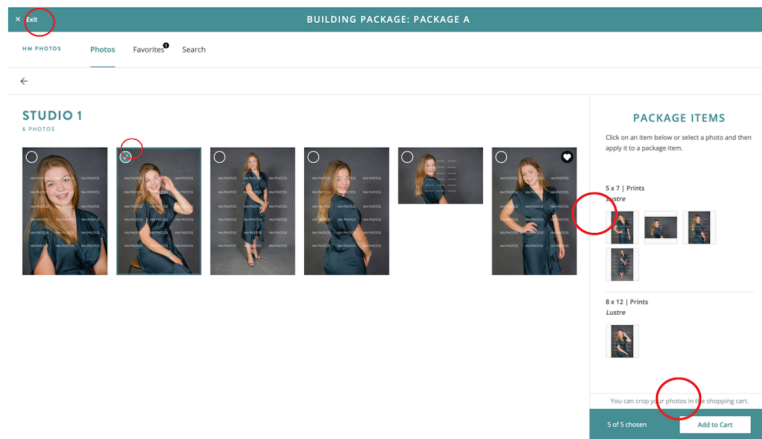 × Exit
BUILDING PACKAGE: PACKAGE A
HM PHOTOS
Photos
Favorites 1
Search
STUDIO 1
6 PHOTOS
PACKAGE ITEMS
Click on an item below or select a photo and then
apply it to a package item.
5 x 7 | Prints
Lustre
8 x 12 | Prints
Lustre
You can crop your photos in the shopping cart.
5 of 5 chosen
Add to Cart